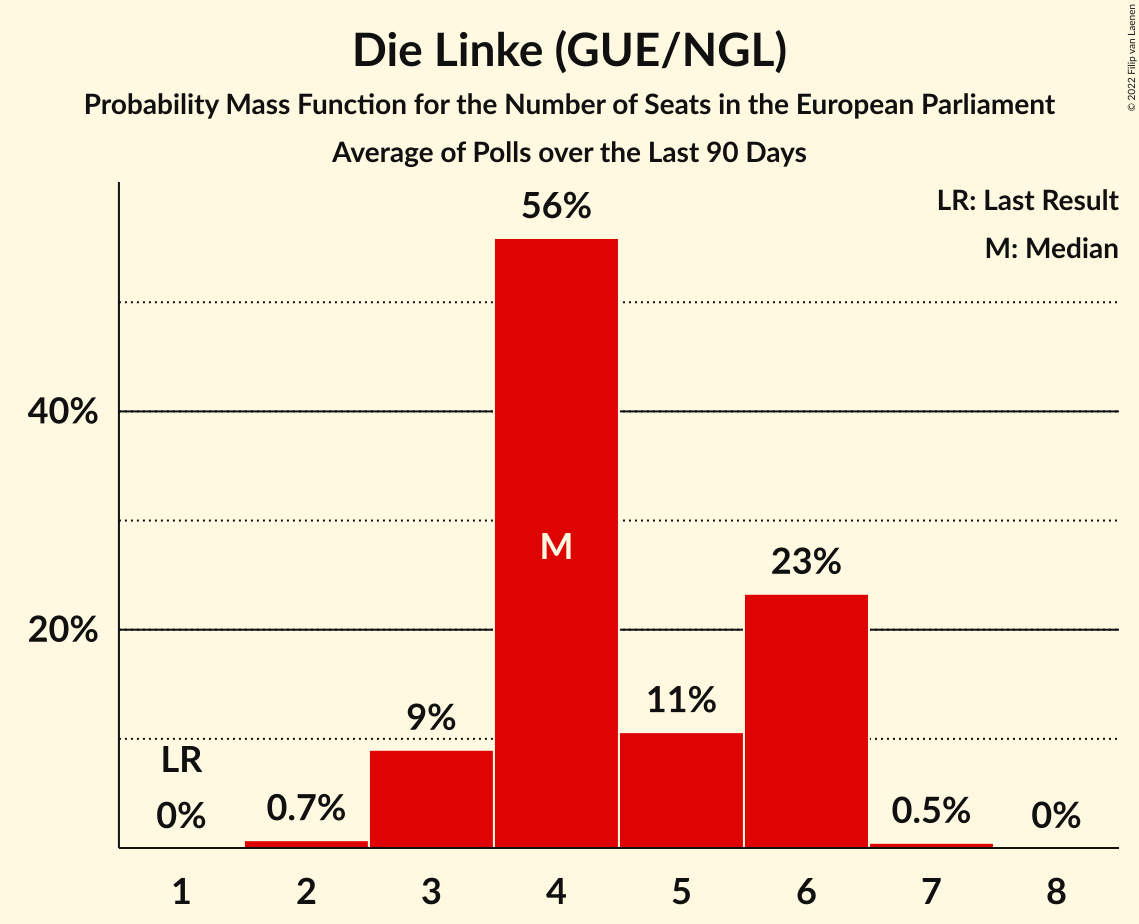 Die Linke (GUE/NGL)
Probability Mass Function for the Number of Seats in the European Parliament
Average of Polls over the Last 90 Days
© 2022 Filip van Laenen
LR: Last Result
M: Median
56%
40%
M
23%
20%
11%
9%
LR
0%
0.7%
0.5%
0%
1 2 3 4 5 6 7 8